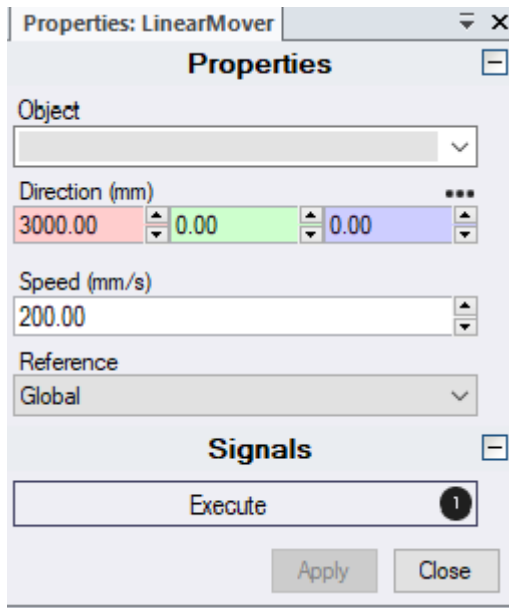 Properties: LinearMover
Properties
Object
Direction (mm)
3000.00 0.00 0.00
Speed (mm/s)
200.00
Reference
Global
Signals
Execute 1
Apply Close